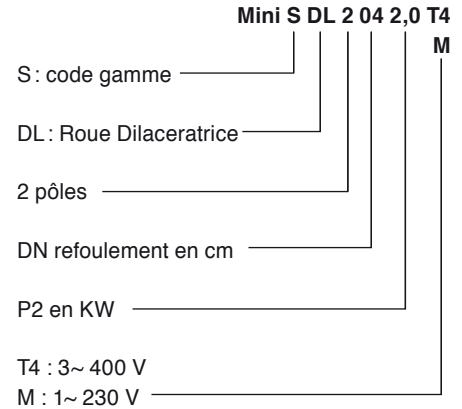 Mini S DL 2 04 2,0 T4
M
S : code gamme
DL : Roue Dilaceratrice
2 pôles
DN refoulement en cm
P2 en KW
T4 : 3~ 400 V
M : 1~ 230 V